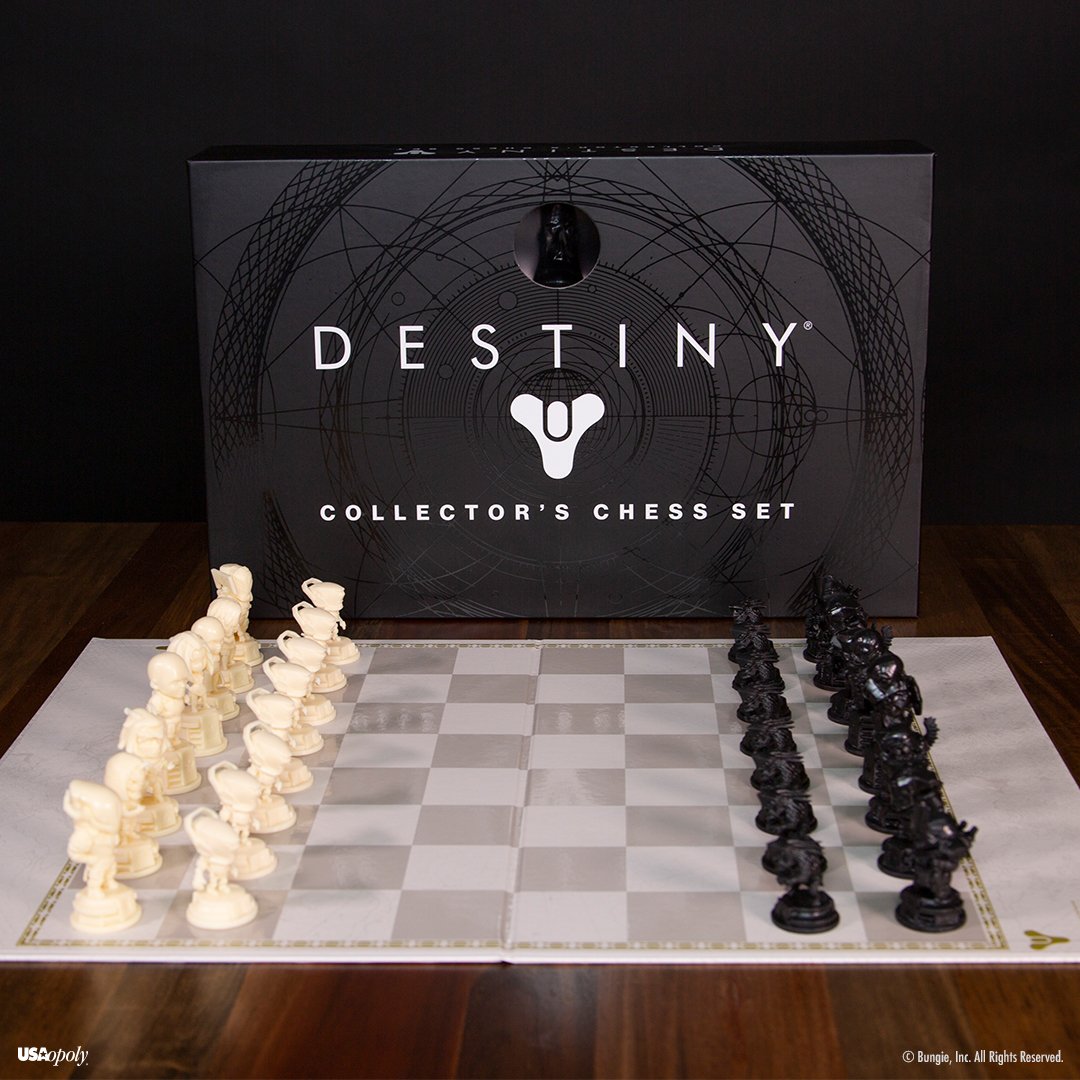 DESTINY®
COLLECTOR'S CHESS SET
USAopoly
© Bungie, Inc. All Rights Reserved.